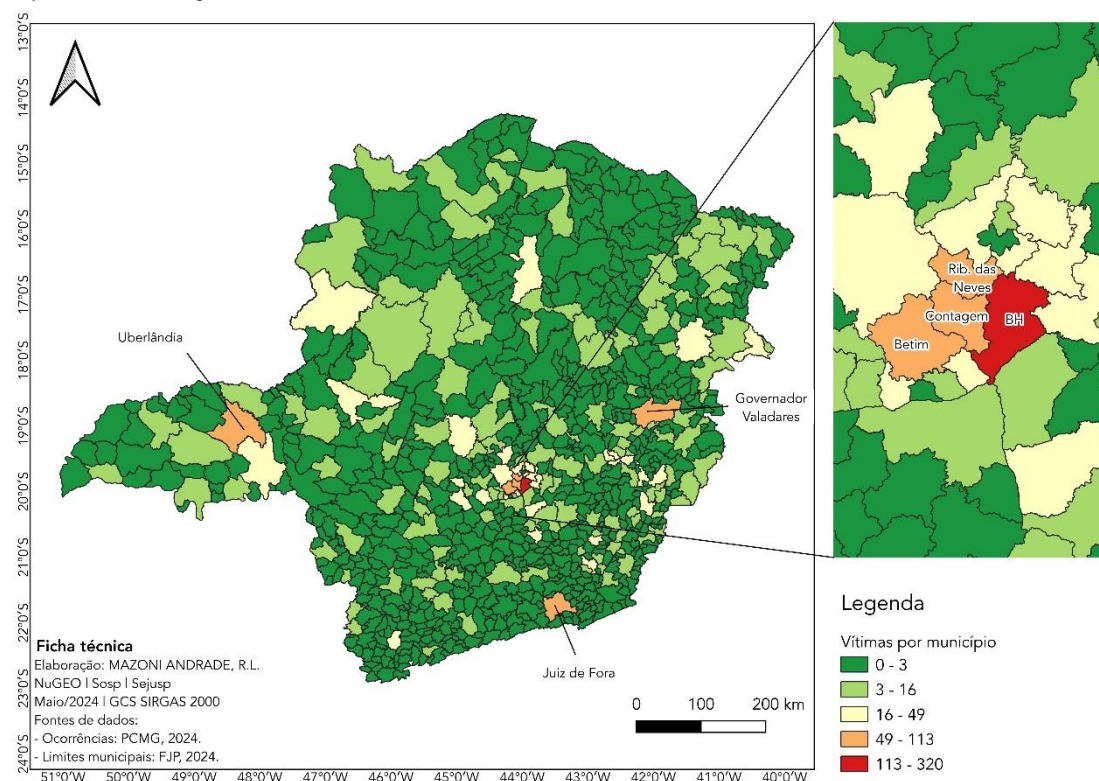 13°0'S
14°0'S
15°0'S
16°0'S
17°0'S
18°0'S
19°0'S
20°0'S
21°0'S
22°0'S
23°0'S
24°0'S
Uberlândia
Governador
Valadares
Juiz de Fora
Rib. das
Neves
Contagem
BH
Betim
Ficha técnica
Elaboração: MAZONI ANDRADE, R.L.
NuGEO | Sosp | Sejusp
Maio/2024 | GCS SIRGAS 2000
Fontes de dados:
- Ocorrências: PCMG, 2024.
- Limites municipais: FJP, 2024.
0 100 200 km
51°0'W 50°0'W 49°0'W 48°0'W 47°0'W 46°0'W 45°0'W 44°0'W 43°0'W 42°0'W 41°0'W 40°0'W
Legenda
Vítimas por município
0 - 3
3 - 16
16 - 49
49 - 113
113 - 320